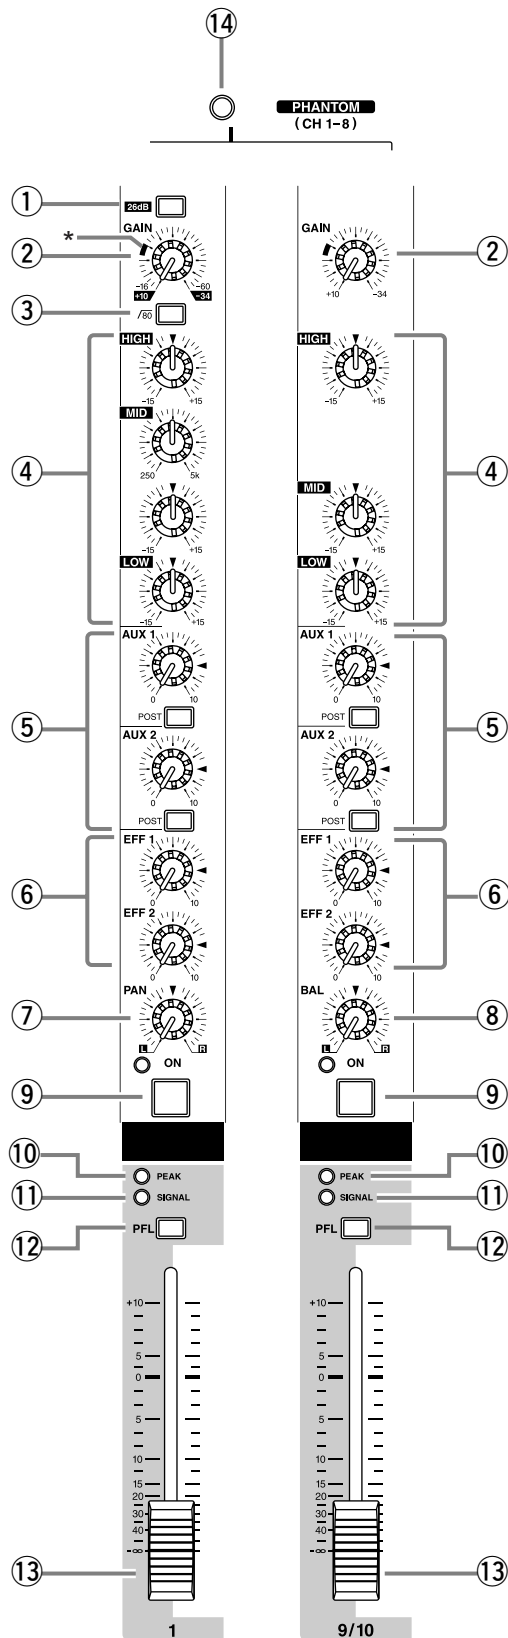 ⑭
PHANTOM
(CH 1–8)
① 26dB
* GAIN GAIN
② ②
–16 –60 +10 –34
+10 –34
③ /80
HIGH HIGH
–15 +15 –15 +15
MID
④ ④
250 5k
MID
–15 +15 –15 +15
LOW LOW
–15 +15 –15 +15
AUX 1 AUX 1
0 10 0 10
POST POST
⑤ ⑤
AUX 2 AUX 2
0 10 0 10
POST POST
EFF 1 EFF 1
0 10 0 10
⑥ ⑥
EFF 2 EFF 2
0 10 0 10
PAN BAL
⑦ ⑧
L R L R
ON ON
⑨ ⑨
⑩ PEAK PEAK ⑩
⑪ SIGNAL SIGNAL ⑪
⑫ PFL PFL ⑫
+10 +10
5 5
0 0
5 5
10 10
15 15
20 20
30 30
40 40
–∞ –∞
⑬ ⑬
1 9/10